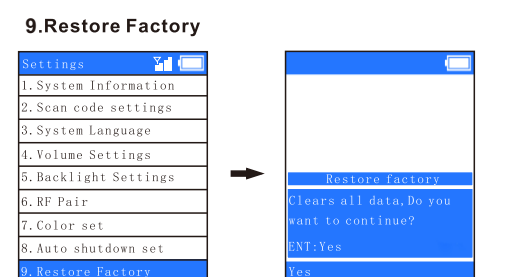 9.Restore Factory
Settings
1.System Information
2.Scan code settings
3.System Language
4.Volume Settings
5.Backlight Settings
6.RF Pair
7.Color set
8,Auto shutdown set
9.Restore Factory
Restore factory
Clears all data,Do you
want to continue?
ENT:Yes
Yes